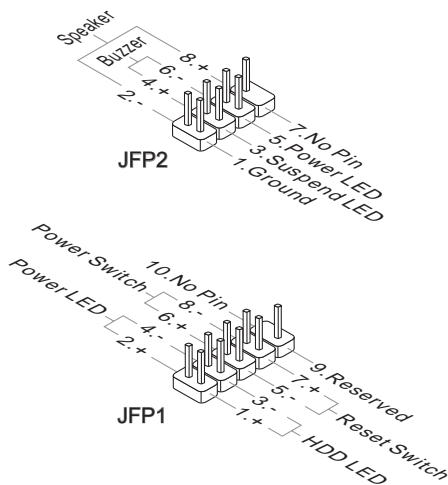 Speaker
Buzzer
8.+
6.-
4.+
2.-
7.No Pin
5.Power LED
3.Suspend LED
1.Ground
JFP2
Power Switch
Power LED
10.No Pin
8.-
6.+
4.-
2.+
9.Reserved
7.+
5.-
3.-
1.+
Reset Switch
HDD LED
JFP1